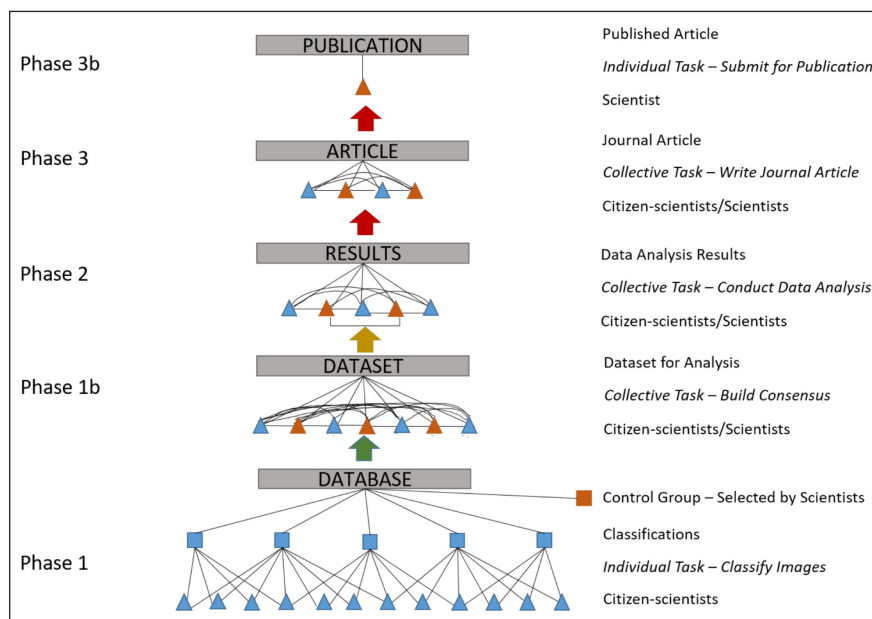 PUBLICATION
Published Article
Phase 3b
Individual Task – Submit for Publication
Scientist
ARTICLE
Journal Article
Phase 3
Collective Task – Write Journal Article
Citizen-scientists/Scientists
RESULTS
Data Analysis Results
Phase 2
Collective Task – Conduct Data Analysis
Citizen-scientists/Scientists
DATASET
Dataset for Analysis
Phase 1b
Collective Task – Build Consensus
Citizen-scientists/Scientists
DATABASE
Control Group – Selected by Scientists
Classifications
Phase 1
Individual Task – Classify Images
Citizen-scientists